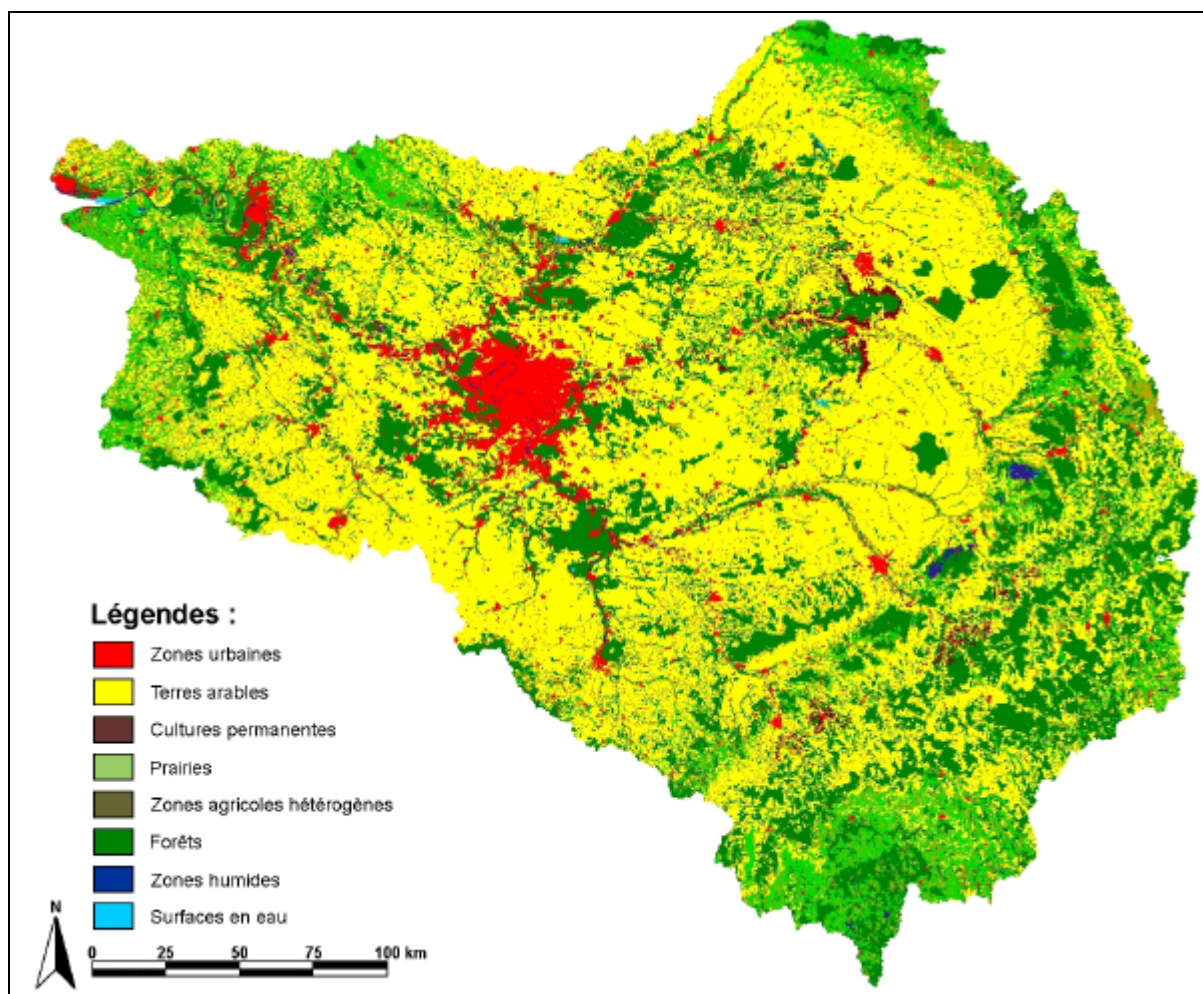 Légendes :
Zones urbaines
Terres arables
Cultures permanentes
Prairies
Zones agricoles hétérogènes
Forêts
Zones humides
Surfaces en eau
N
0 25 50 75 100 km